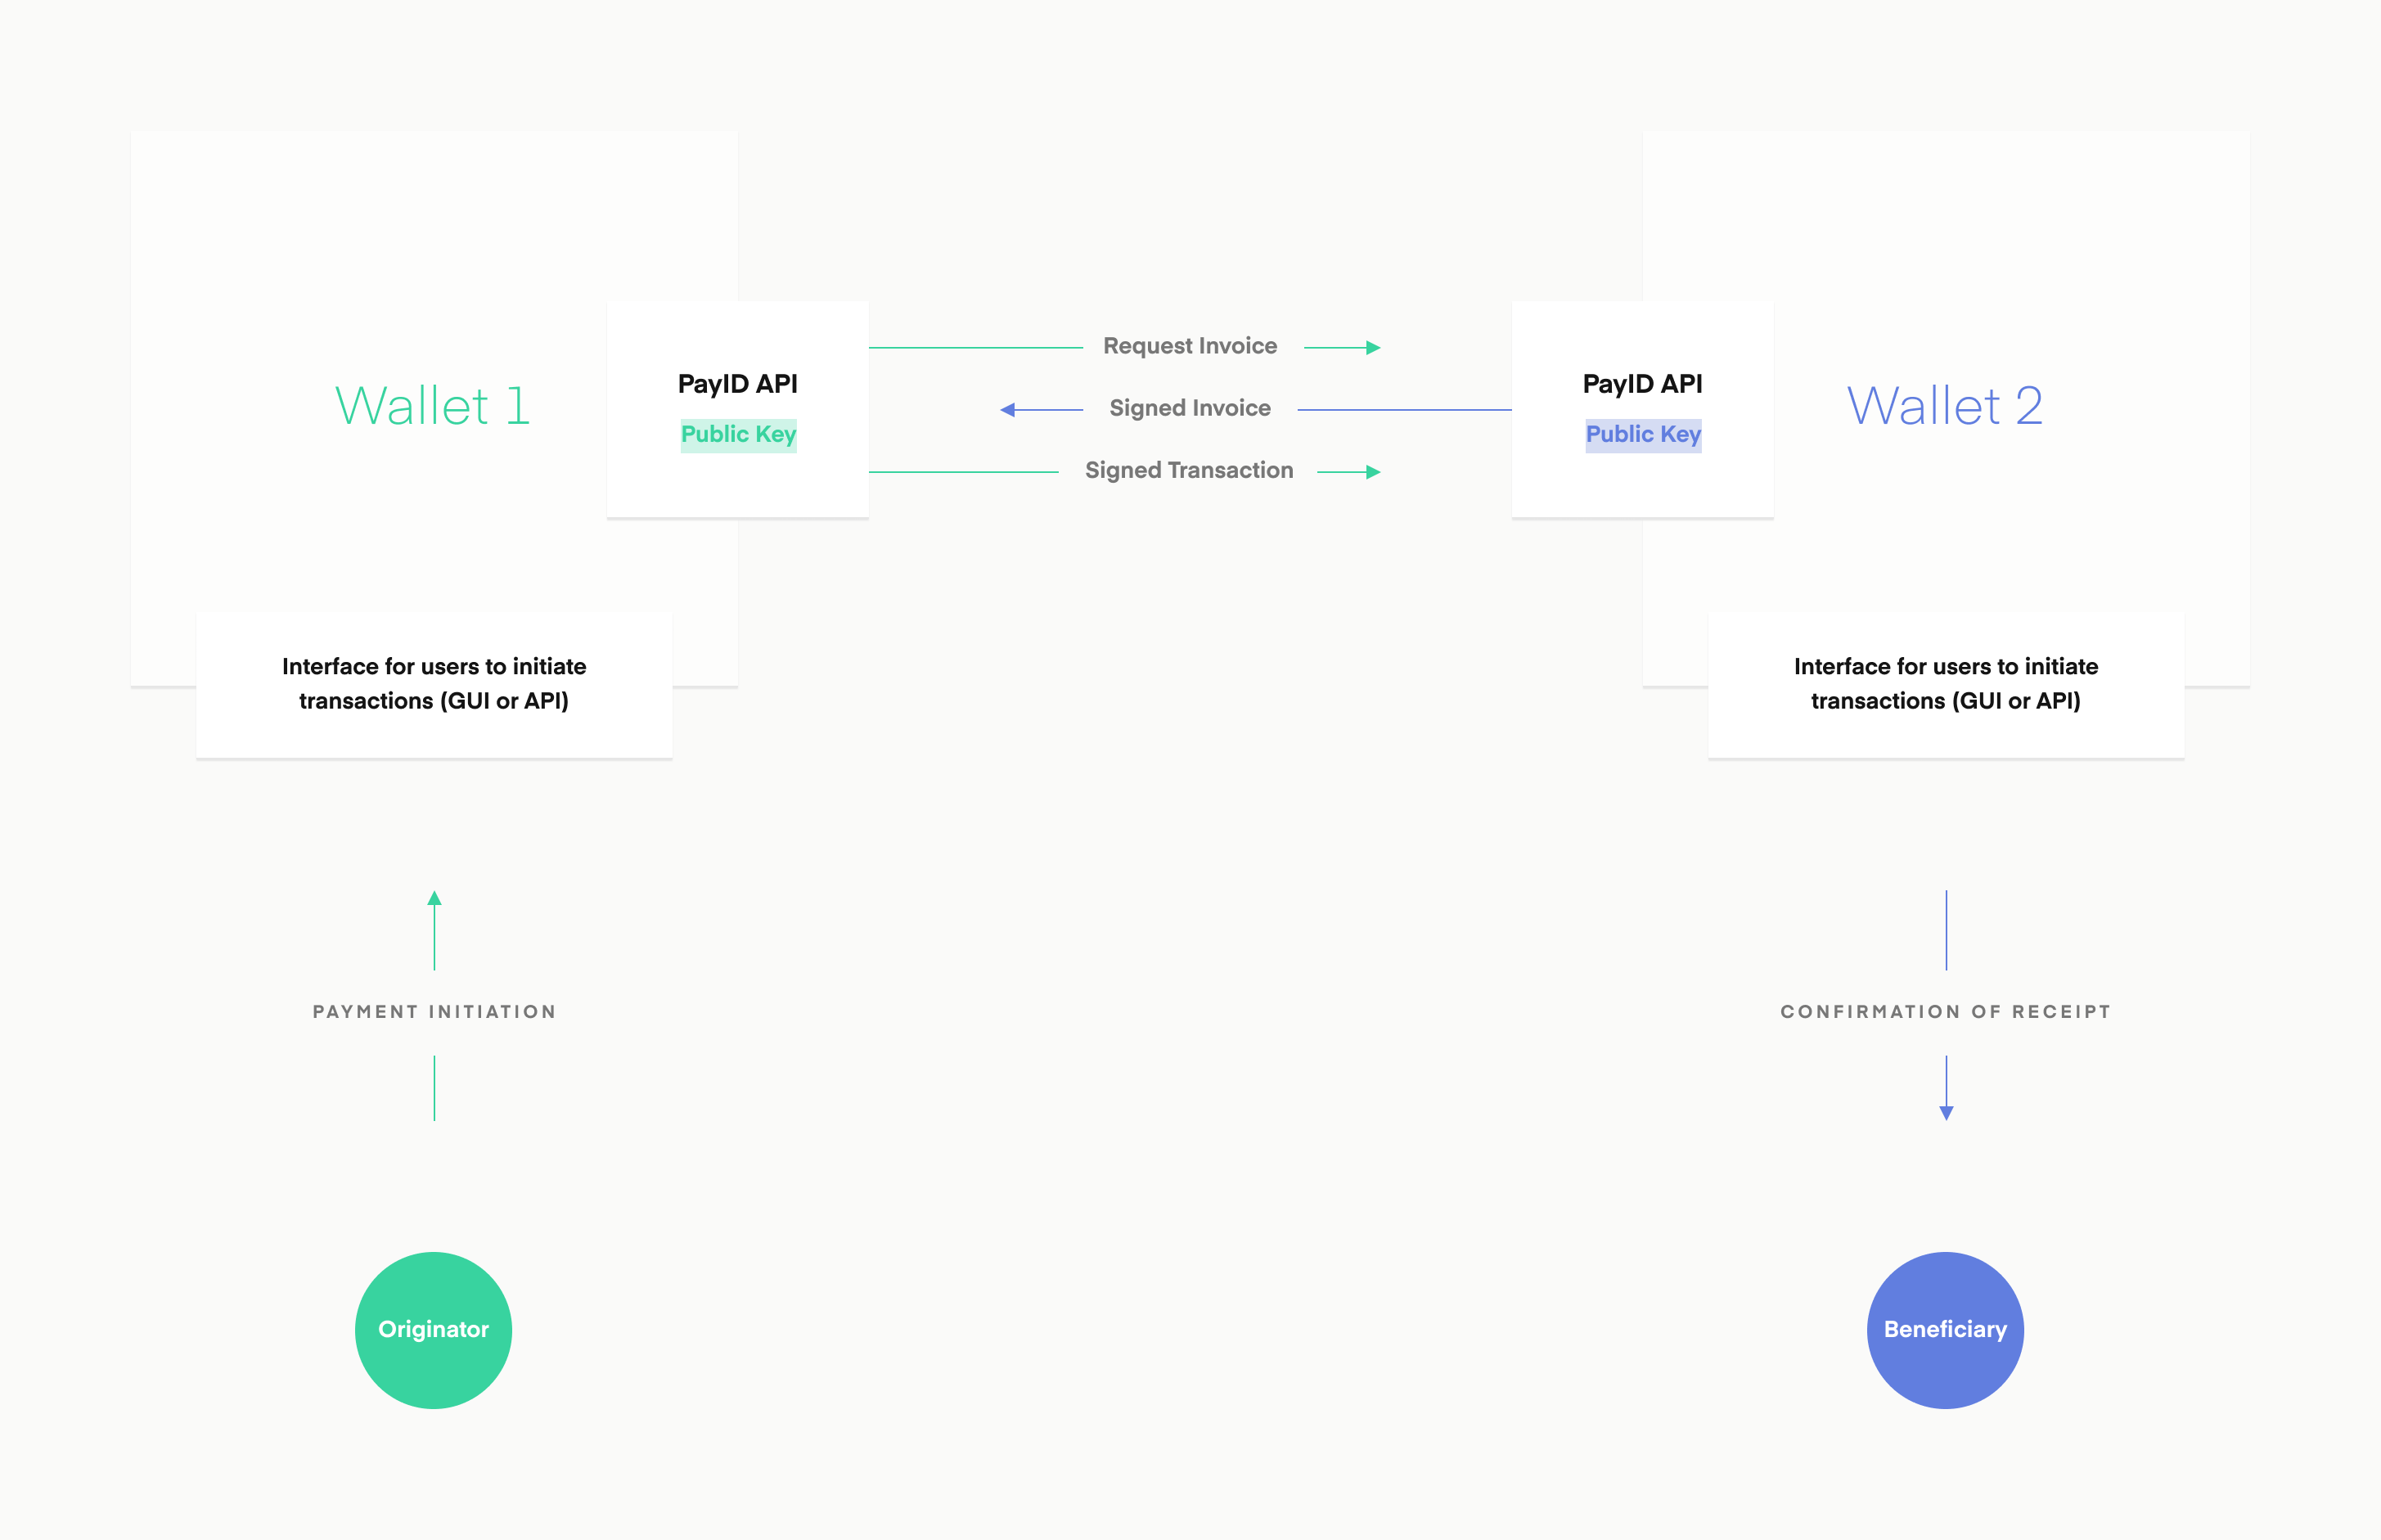 Wallet 1
PayID API
Public Key
Request Invoice
Signed Invoice
Signed Transaction
PayID API
Public Key
Wallet 2
Interface for users to initiate
transactions (GUI or API)
Interface for users to initiate
transactions (GUI or API)
PAYMENT INITIATION
CONFIRMATION OF RECEIPT
Originator
Beneficiary